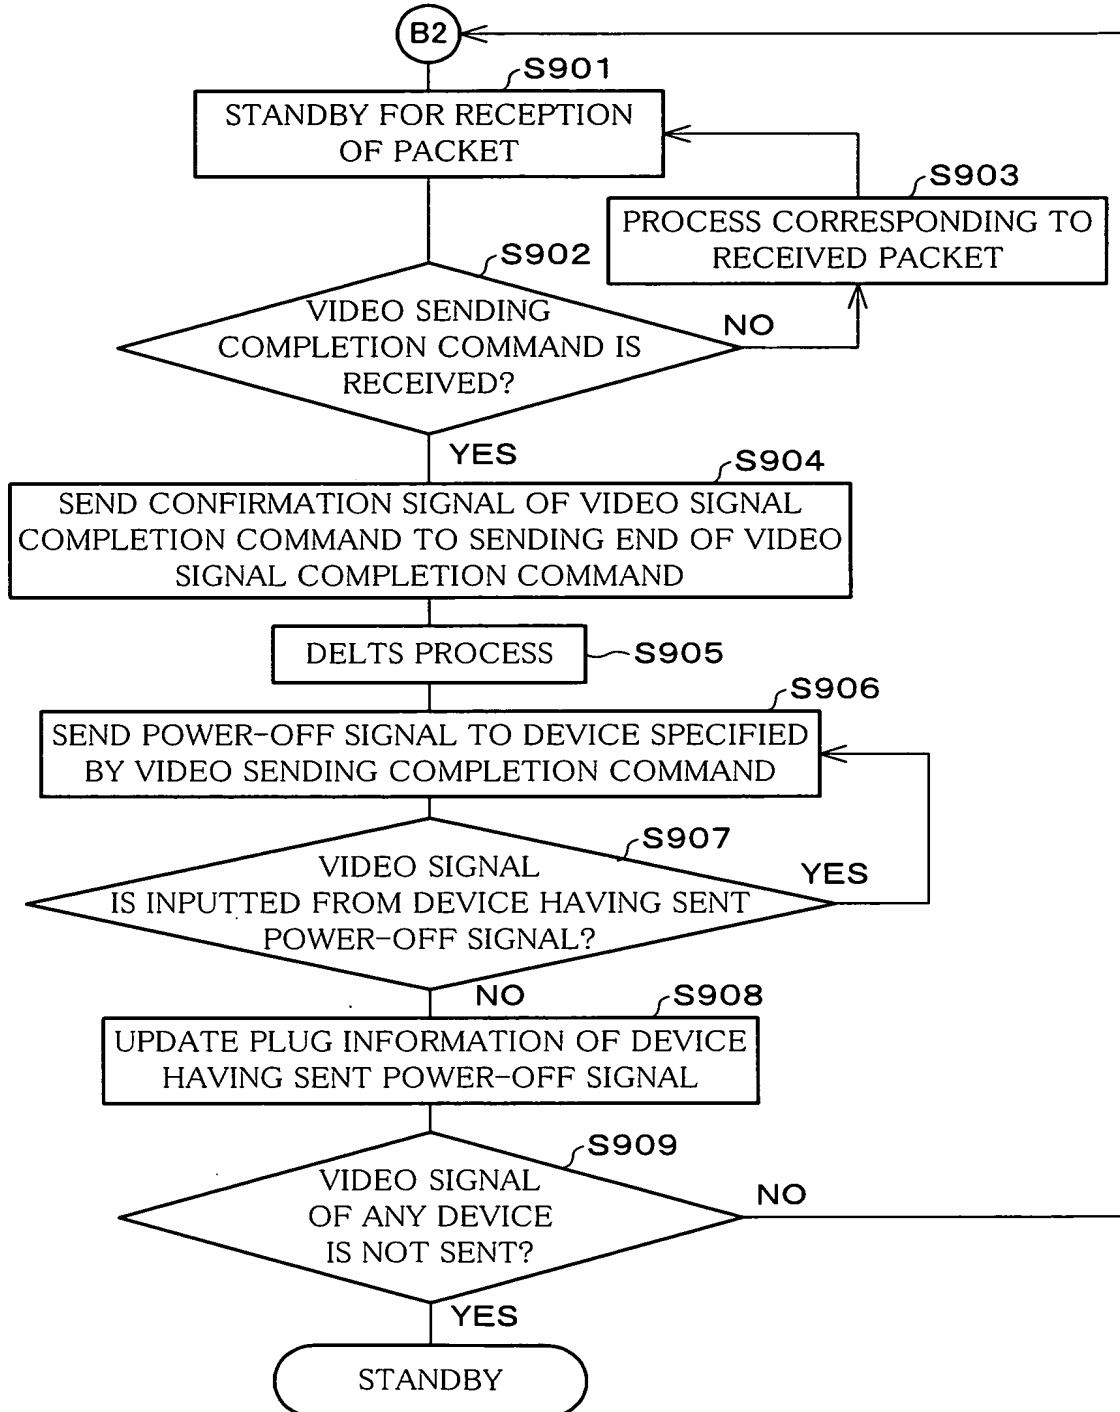 B2
S901
STANDBY FOR RECEPTION
OF PACKET
S903
PROCESS CORRESPONDING TO
RECEIVED PACKET
S902
VIDEO SENDING
COMPLETION COMMAND IS
RECEIVED?
NO
YES
S904
SEND CONFIRMATION SIGNAL OF VIDEO SIGNAL
COMPLETION COMMAND TO SENDING END OF VIDEO
SIGNAL COMPLETION COMMAND
DELTS PROCESS
S905
S906
SEND POWER-OFF SIGNAL TO DEVICE SPECIFIED
BY VIDEO SENDING COMPLETION COMMAND
S907
VIDEO SIGNAL
IS INPUTTED FROM DEVICE HAVING SENT
POWER-OFF SIGNAL?
YES
NO
S908
UPDATE PLUG INFORMATION OF DEVICE
HAVING SENT POWER-OFF SIGNAL
S909
VIDEO SIGNAL
OF ANY DEVICE
IS NOT SENT?
NO
YES
STANDBY